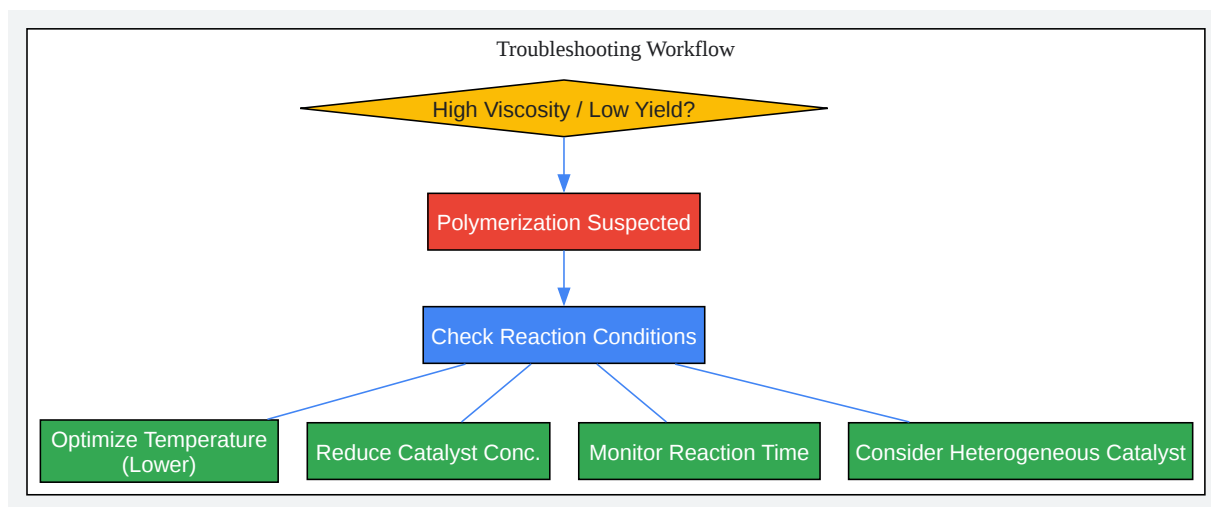 Troubleshooting Workflow
High Viscosity / Low Yield?
Polymerization Suspected
Check Reaction Conditions
Optimize Temperature
(Lower)
Reduce Catalyst Conc.
Monitor Reaction Time
Consider Heterogeneous Catalyst